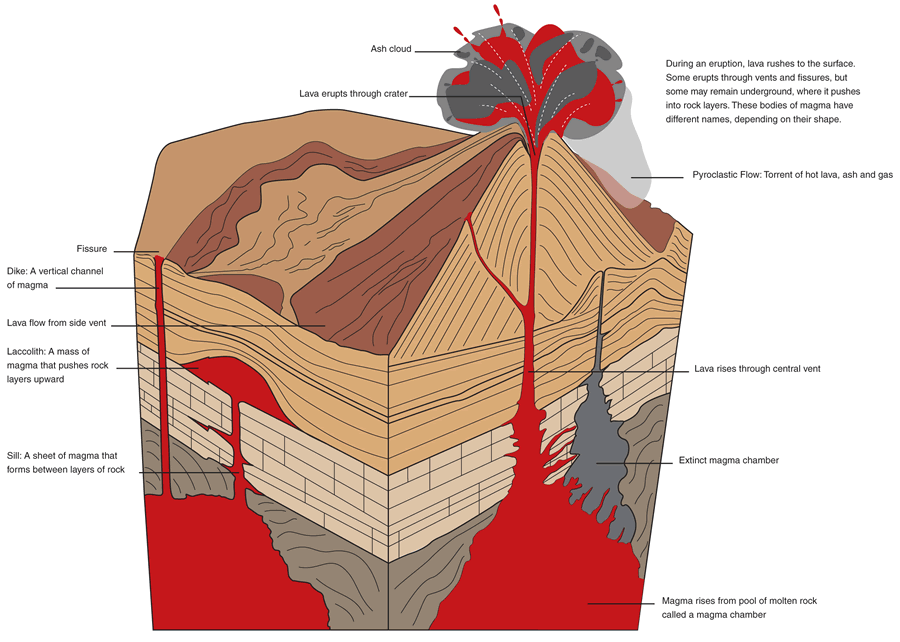 Ash cloud
Lava erupts through crater
During an eruption, lava rushes to the surface.
Some erupts through vents and fissures, but
some may remain underground, where it pushes
into rock layers. These bodies of magma have
different names, depending on their shape.
Pyroclastic Flow: Torrent of hot lava, ash and gas
Fissure
Dike: A vertical channel
of magma
Lava flow from side vent
Laccolith: A mass of
magma that pushes rock
layers upward
Lava rises through central vent
Sill: A sheet of magma that
forms between layers of rock
Extinct magma chamber
Magma rises from pool of molten rock
called a magma chamber